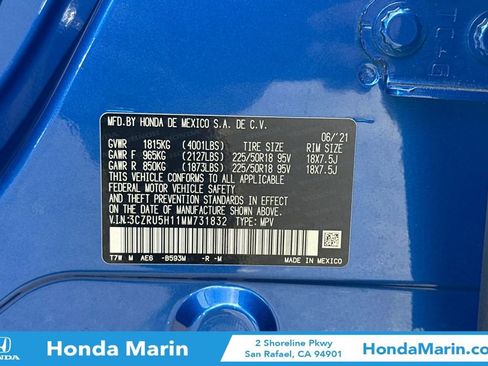 TC4G
MFD.BY HONDA DE MEXICO S.A. DE C.V.
06/'21
GVWR 1815KG (4001LBS) TIRE SIZE RIM SIZE
GAWR F 965KG (2127LBS) 225/50R18 95V 18X7.5J
GAWR R 850KG (1873LBS) 225/50R18 95V 18X7.5J
THIS VEHICLE CONFORMS TO ALL APPLICABLE
FEDERAL MOTOR VEHICLE SAFETY AND THEFT
PREVENTION STANDARDS IN EFFECT ON THE
DATE OF MANUFACTURE SHOWN ABOVE.
V.I.N:3CZRU5H11MM731832 TYPE: MPV
T7W M AE6 -B593M -R -M
MADE IN MEXICO
HONDA
Honda Marin
2 Shoreline Pkwy
San Rafael, CA 94901
HondaMarin.com